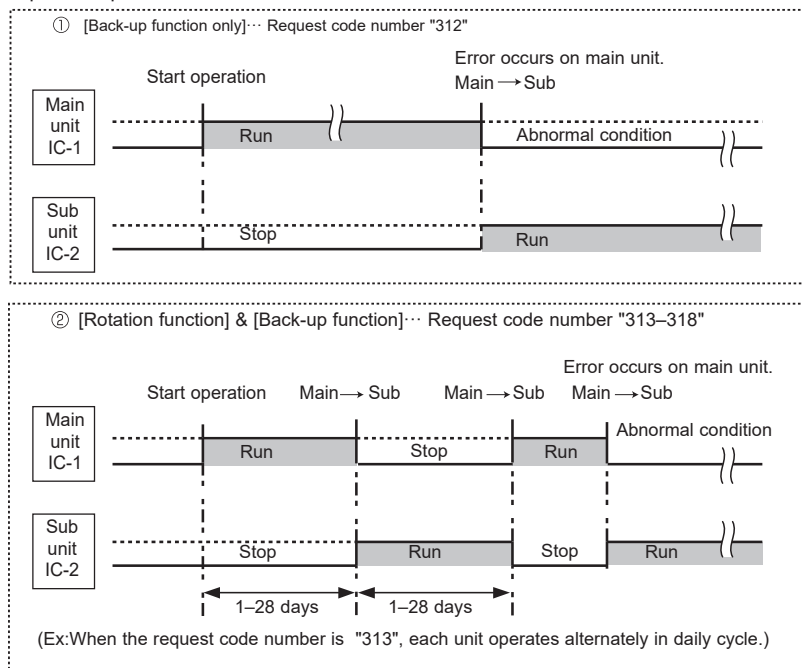 ① [Back-up function only]··· Request code number "312"
Error occurs on main unit.
Start operation
Main → Sub
Main
unit
IC-1
Run
Abnormal condition
Sub
unit
IC-2
Stop
Run
② [Rotation function] & [Back-up function]··· Request code number "313–318"
Error occurs on main unit.
Start operation
Main → Sub
Main → Sub
Main → Sub
Main
unit
IC-1
Run
Stop
Run
Abnormal condition
Sub
unit
IC-2
Stop
Run
Stop
Run
1–28 days
1–28 days
(Ex:When the request code number is "313", each unit operates alternately in daily cycle.)